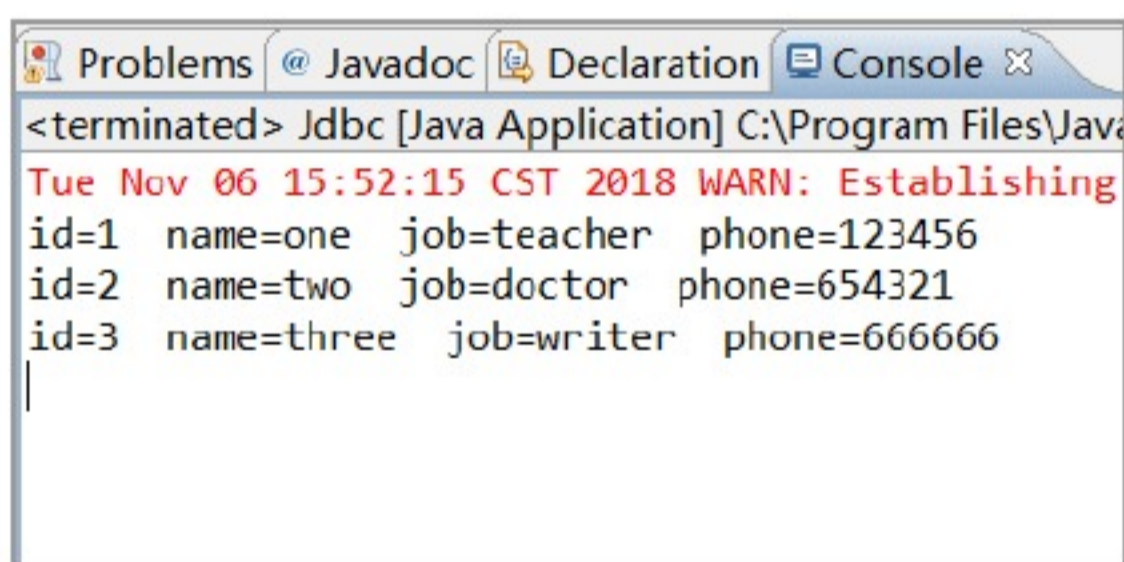 Problems @ Javadoc Declaration Console
<terminated> Jdbc [Java Application] C:\Program Files\Java
Tue Nov 06 15:52:15 CST 2018 WARN: Establishing
id=1  name=one  job=teacher  phone=123456
id=2  name=two  job=doctor  phone=654321
id=3  name=three  job=writer  phone=666666